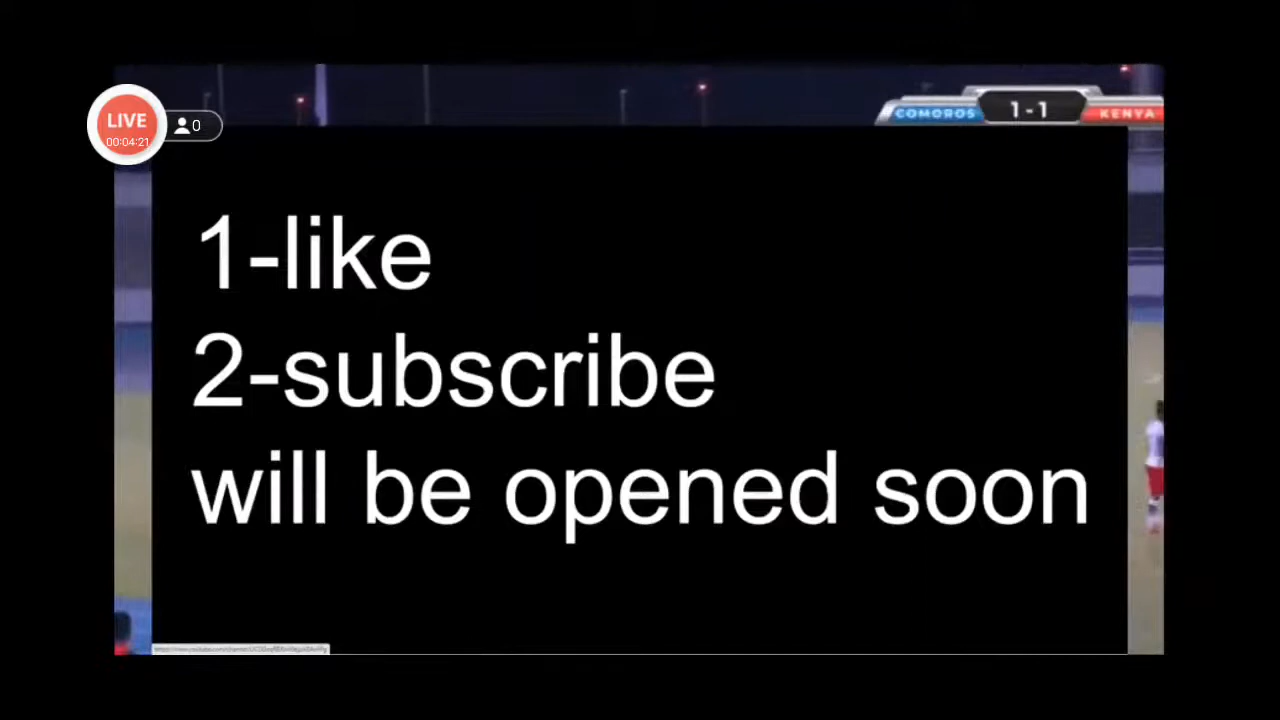 COMOROS 1-1 KENYA
LIVE
00:04:21
0
1-like
2-subscribe
will be opened soon